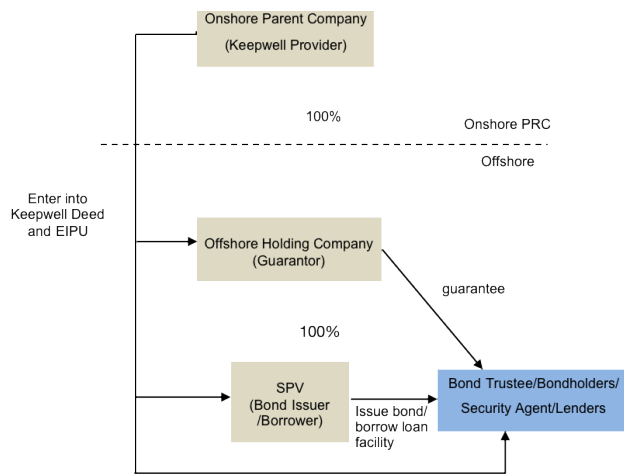 Onshore Parent Company
(Keepwell Provider)
100%
Onshore PRC
Offshore
Enter into
Keepwell Deed
and EIPU
Offshore Holding Company
(Guarantor)
guarantee
100%
SPV
(Bond Issuer
/Borrower)
Issue bond/
borrow loan
facility
Bond Trustee/Bondholders/
Security Agent/Lenders